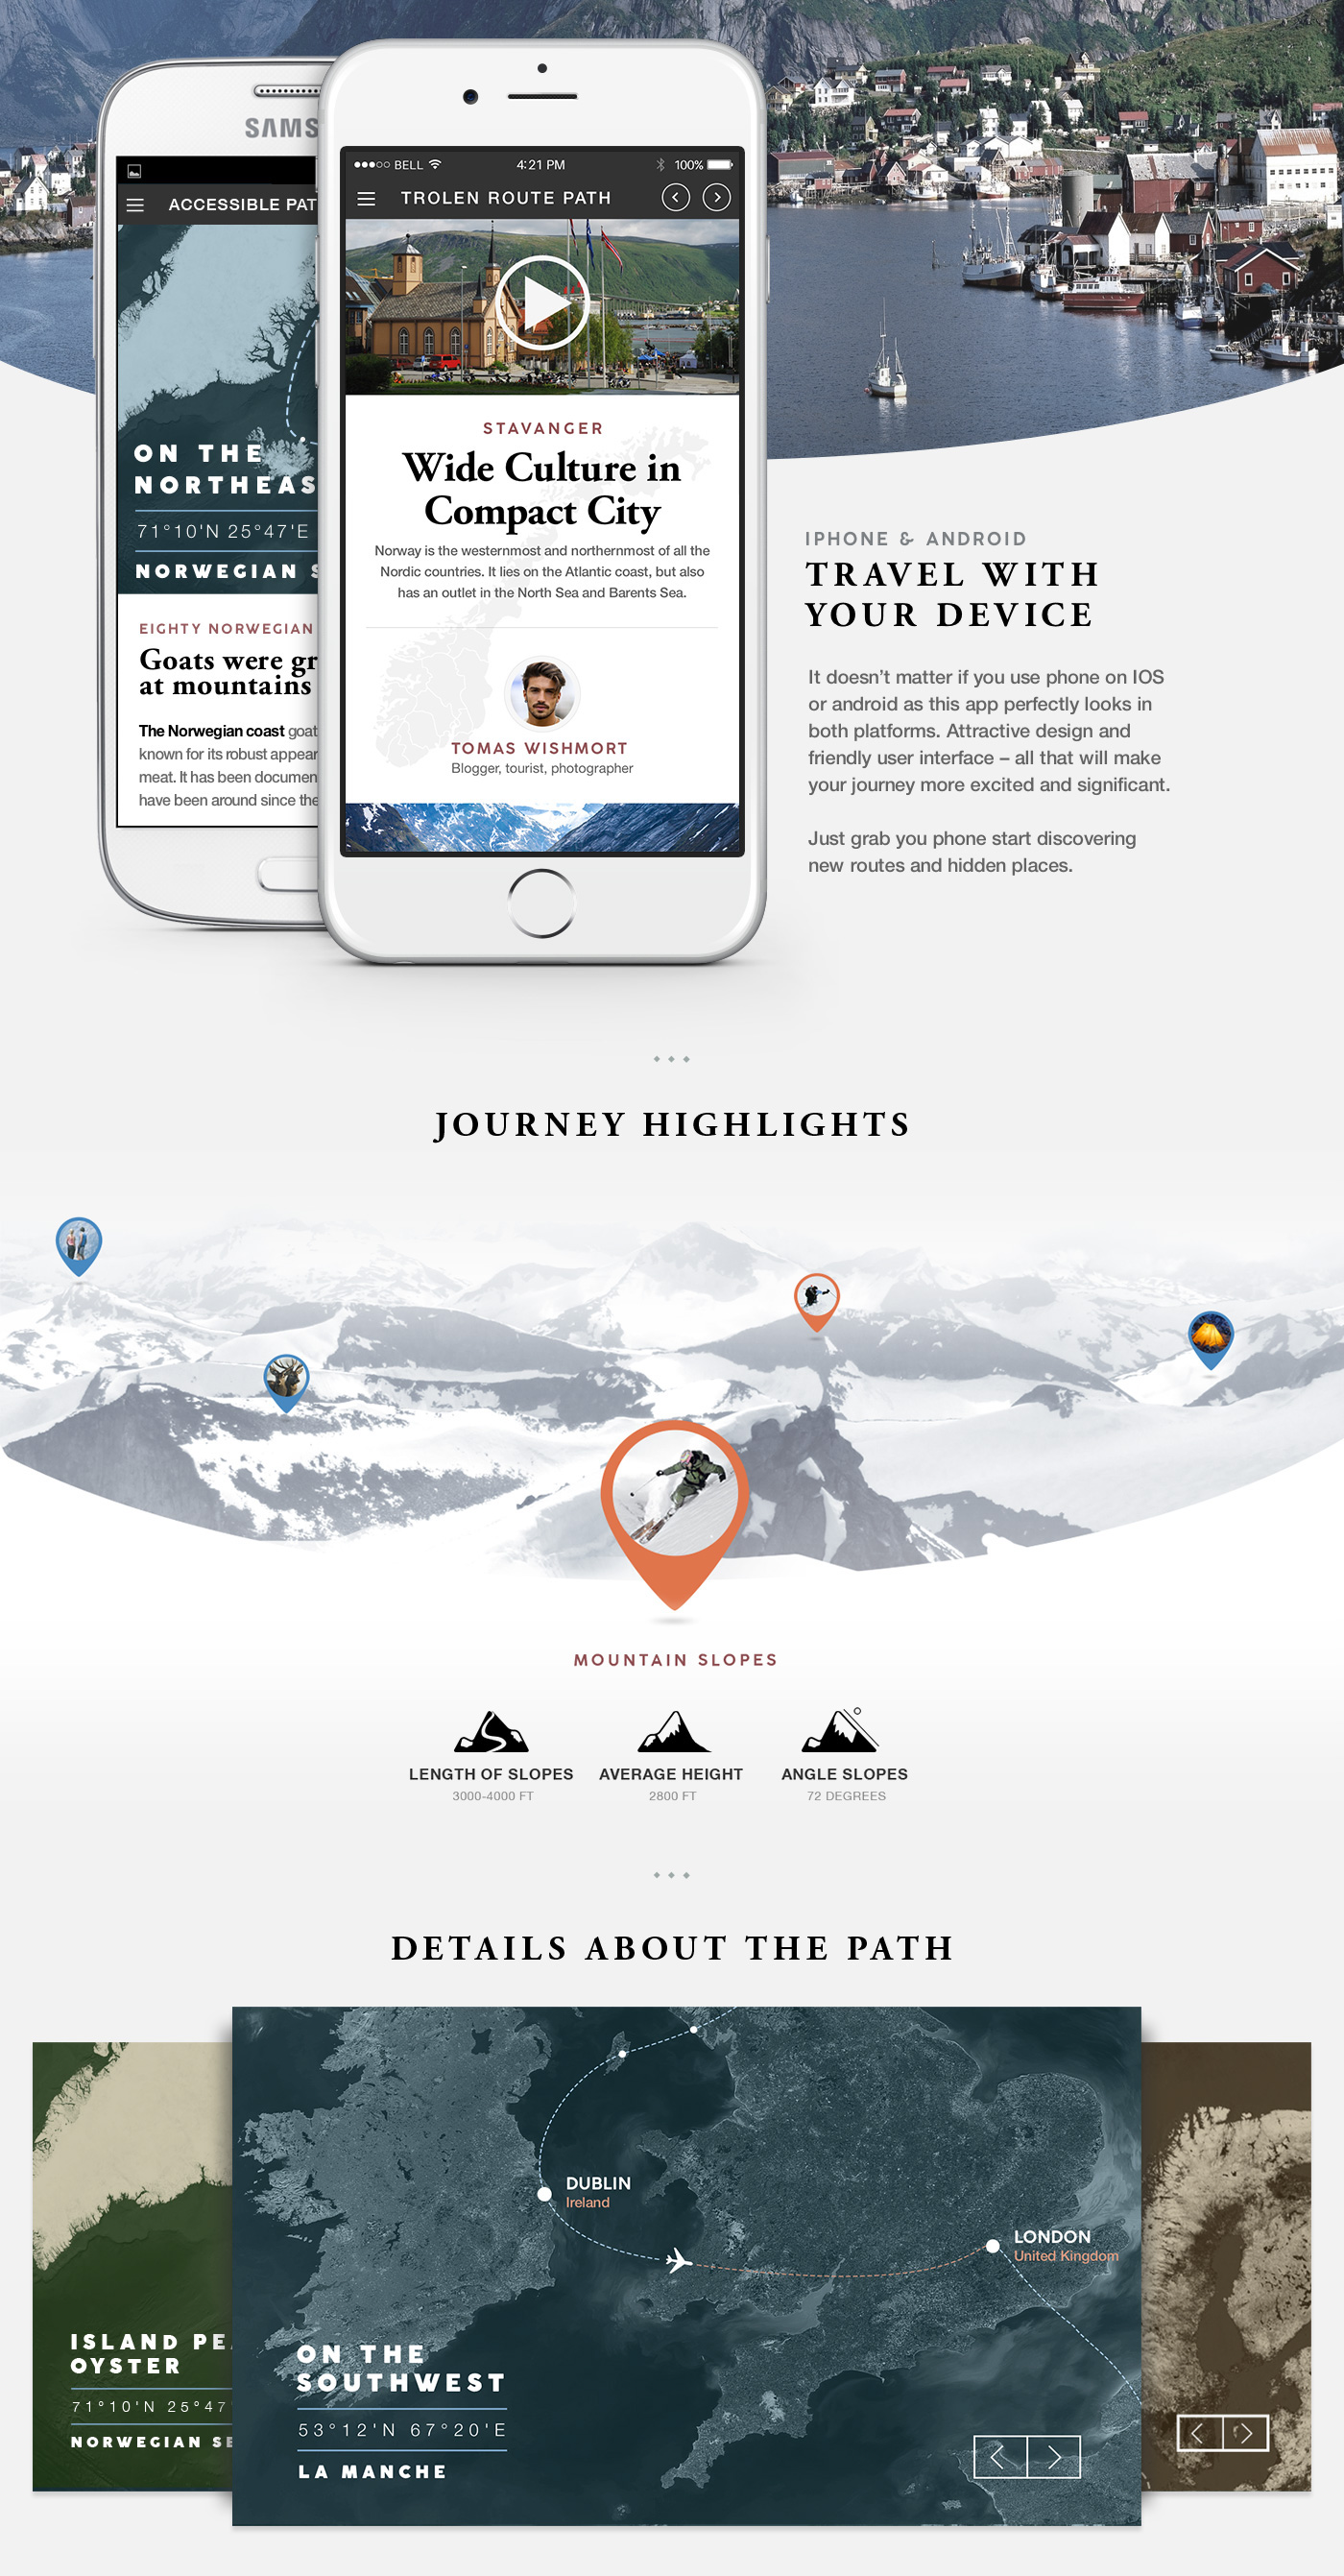 SAMS
ACCESSIBLE PAT
ON THE
NORTHEAS
71°10'N 25°47'E
NORWEGIAN S
EIGHTY NORWEGIAN
Goats were gr
at mountains
The Norwegian coast goat
known for its robust appear
meat. It has been documen
have been around since the
BELL 4:21 PM 100%
TROLEN ROUTE PATH
STAVANGER
Wide Culture in
Compact City
Norway is the westernmost and northernmost of all the
Nordic countries. It lies on the Atlantic coast, but also
has an outlet in the North Sea and Barents Sea.
TOMAS WISHMORT
Blogger, tourist, photographer
IPHONE & ANDROID
TRAVEL WITH
YOUR DEVICE
It doesn’t matter if you use phone on IOS
or android as this app perfectly looks in
both platforms. Attractive design and
friendly user interface – all that will make
your journey more excited and significant.
Just grab you phone start discovering
new routes and hidden places.
JOURNEY HIGHLIGHTS
MOUNTAIN SLOPES
LENGTH OF SLOPES
3000-4000 FT
AVERAGE HEIGHT
2800 FT
ANGLE SLOPES
72 DEGREES
DETAILS ABOUT THE PATH
ISLAND PE
OYSTER
71°10'N 25°47
NORWEGIAN SE
DUBLIN
Ireland
LONDON
United Kingdom
ON THE
SOUTHWEST
53°12'N 67°20'E
LA MANCHE